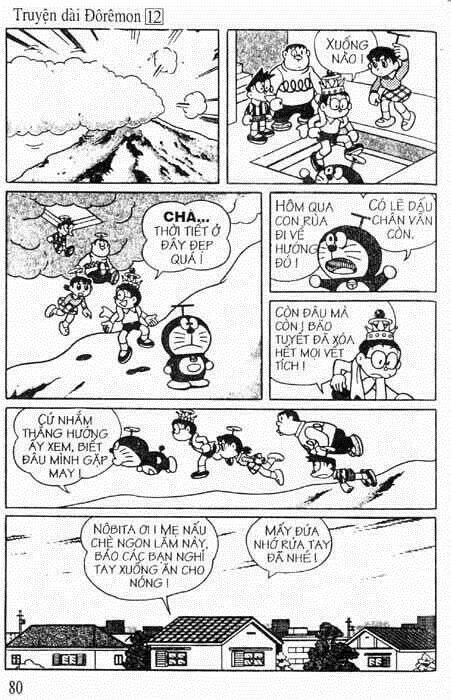 Truyện dài Đôrêmon 12
XUỐNG
NÀO !
CHÀ...
THỜI TIẾT Ở
ĐÂY ĐẸP
QUÁ !
HÔM QUA
CON RÙA
ĐI VỀ
HƯỚNG
ĐÓ !
CÓ LẼ DẤU
CHÂN VẪN
CÒN.
CÒN ĐÂU MÀ
CÒN ! BÃO
TUYẾT ĐÃ XÓA
HẾT MỌI VẾT
TÍCH !
CỨ NHẮM
THẲNG HƯỚNG
ẤY XEM, BIẾT
ĐÂU MÌNH GẶP
MAY !
NÔBITA ƠI ! MẸ NẤU
CHÈ NGON LẮM NÀY,
BẢO CÁC BẠN NGHỈ
TAY XUỐNG ĂN CHO
NÓNG !
MẤY ĐỨA
NHỚ RỬA TAY
ĐÃ NHÉ !
80